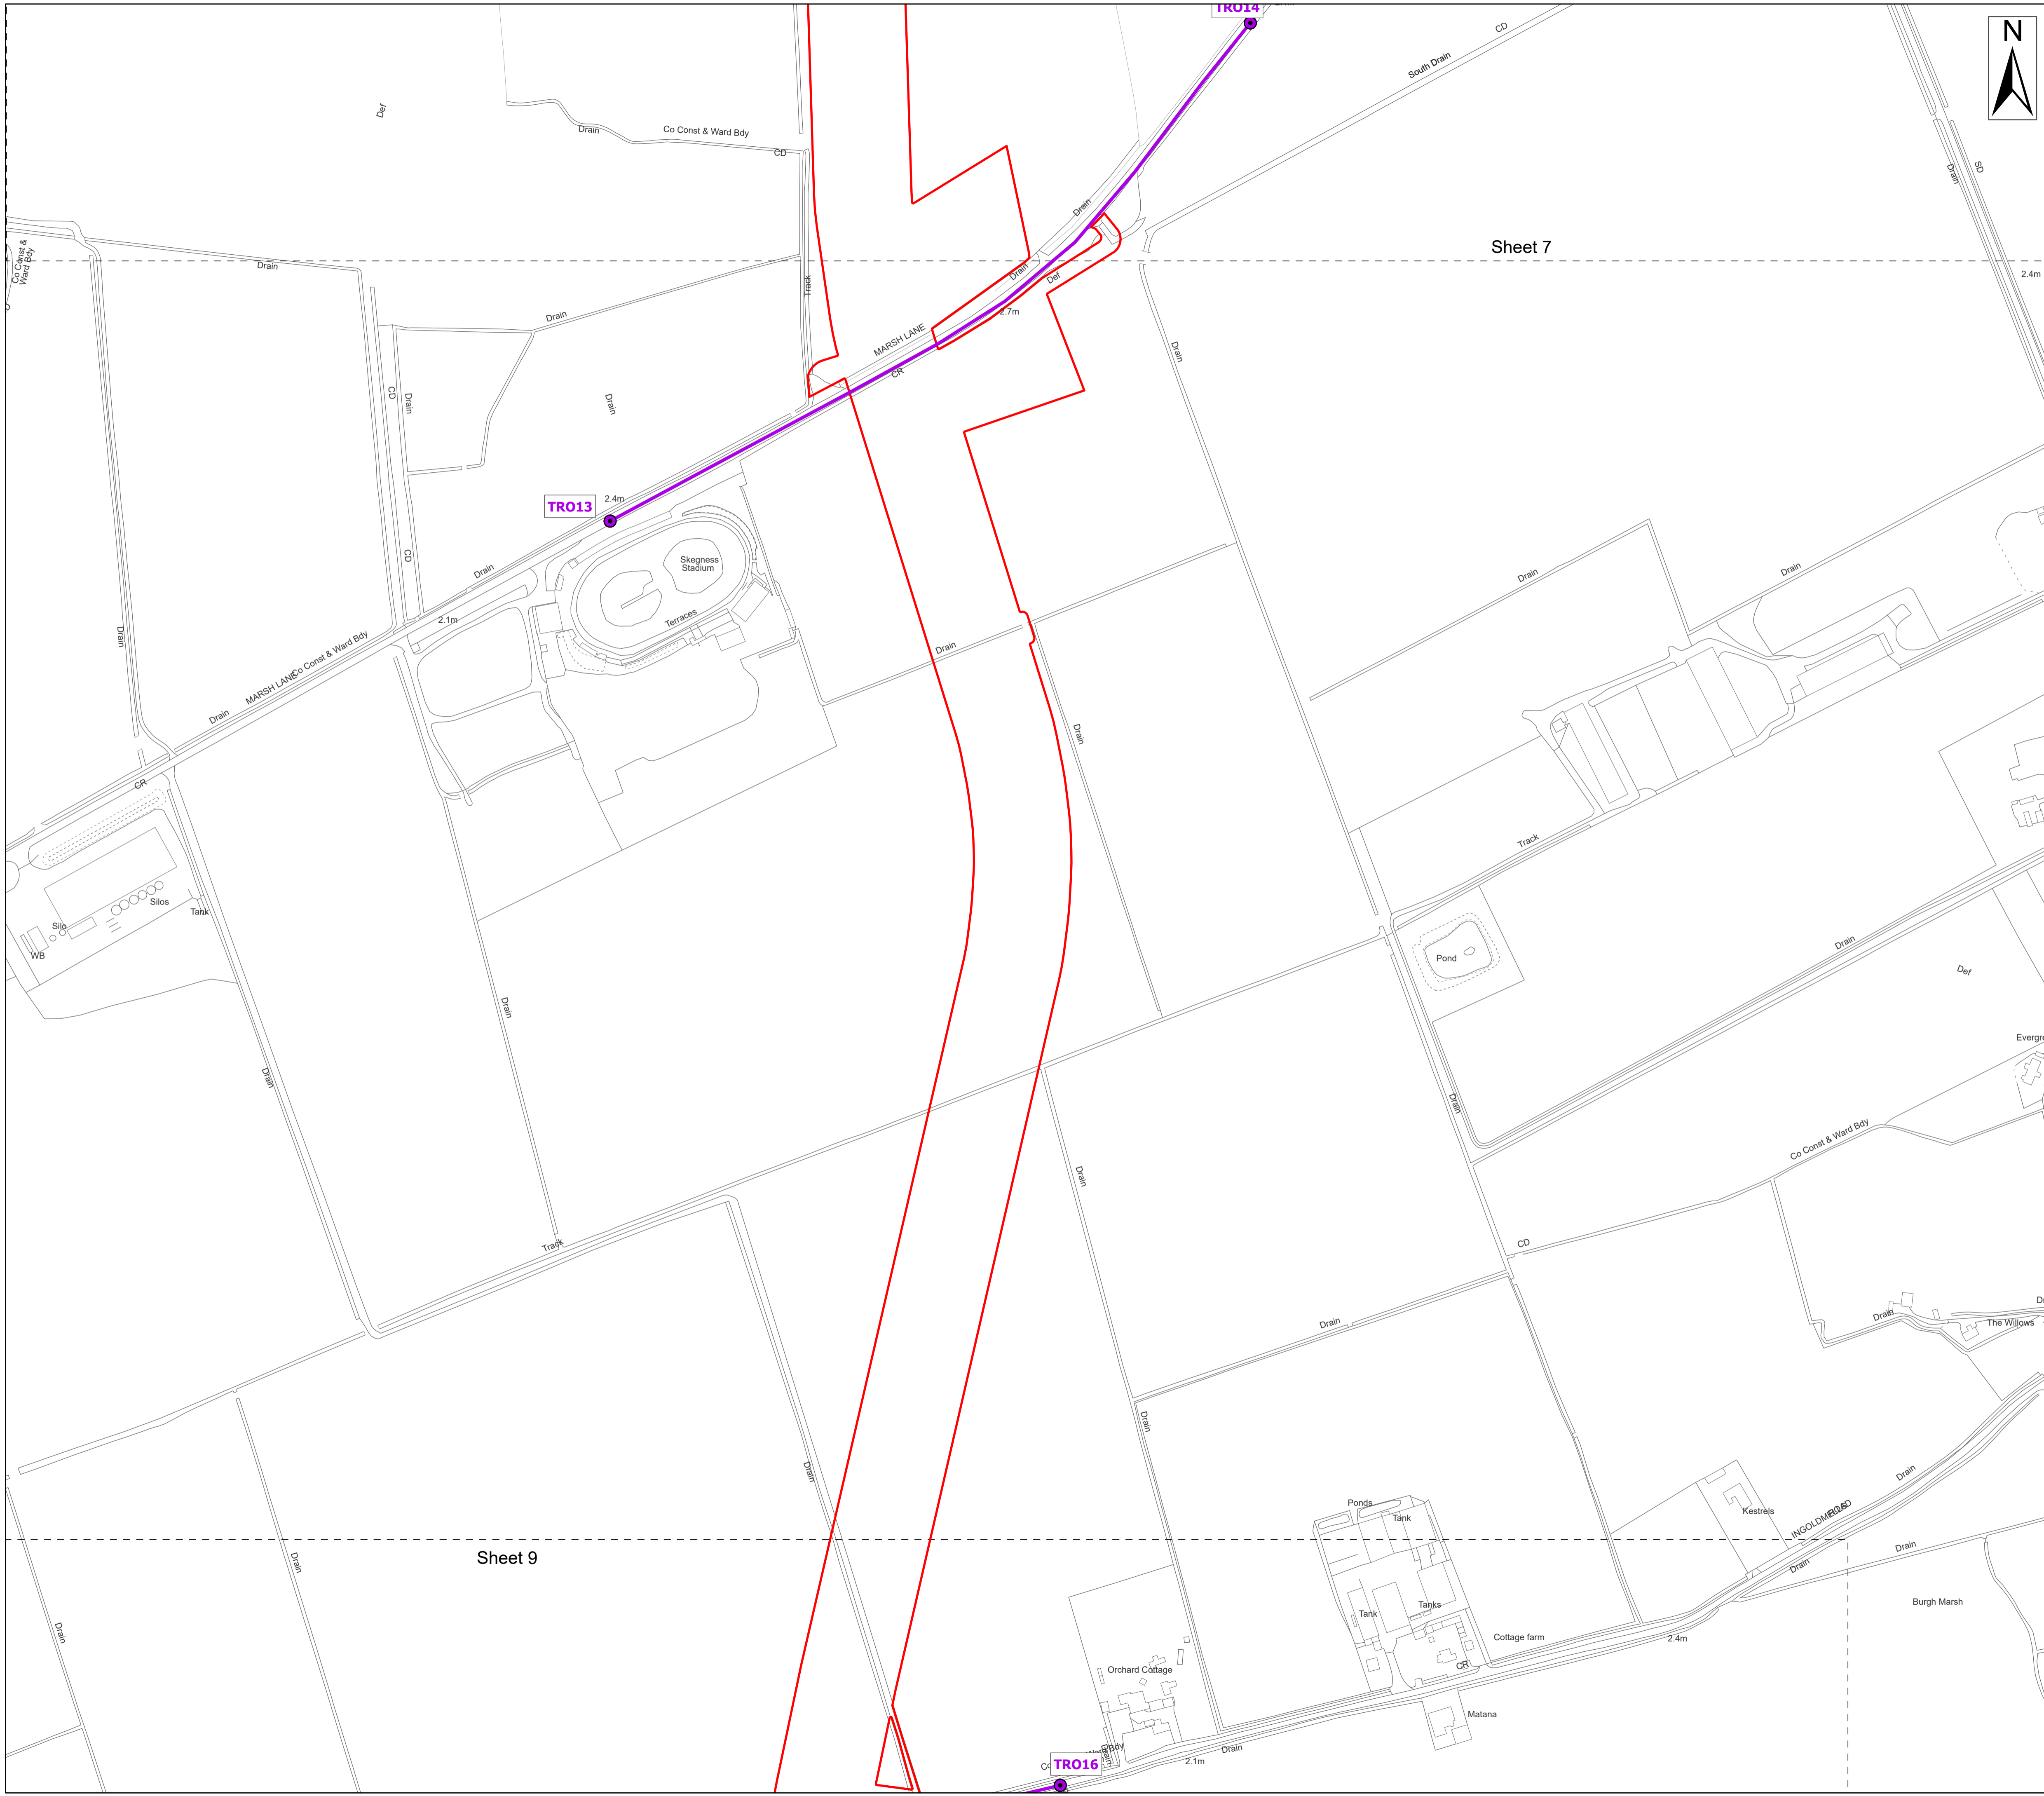 TRO14
CD
South Drain
N
Def
Drain
Co Const & Ward Bdy
CD
SD
Drain
Drain
Co Const &
Ward Bdy
Drain
Sheet 7
2.4m
Drain
Def
Track
Drain
2.7m
MARSH LANE
CR
Drain
CD
Drain
Drain
2.4m
TRO13
CD
Drain
Skegness
Stadium
Terraces
Drain
Drain
2.1m
Drain
Co Const & Ward Bdy
MARSH LANE
Drain
Drain
Drain
CR
Track
Silos
Tank
Silo
WB
Pond
Drain
Def
Drain
Evergre
Drain
Drain
Co Const & Ward Bdy
Drain
Track
CD
Drain
Drain
The Willows
Drain
Drain
Drain
Ponds
Tank
Kestrels
INGOLDMELLS
ROAD
Sheet 9
Drain
Drain
Drain
Tank
Tanks
Burgh Marsh
Drain
Cottage farm
2.4m
CR
Orchard Cottage
Matana
Drain
Drain
2.1m
TRO16